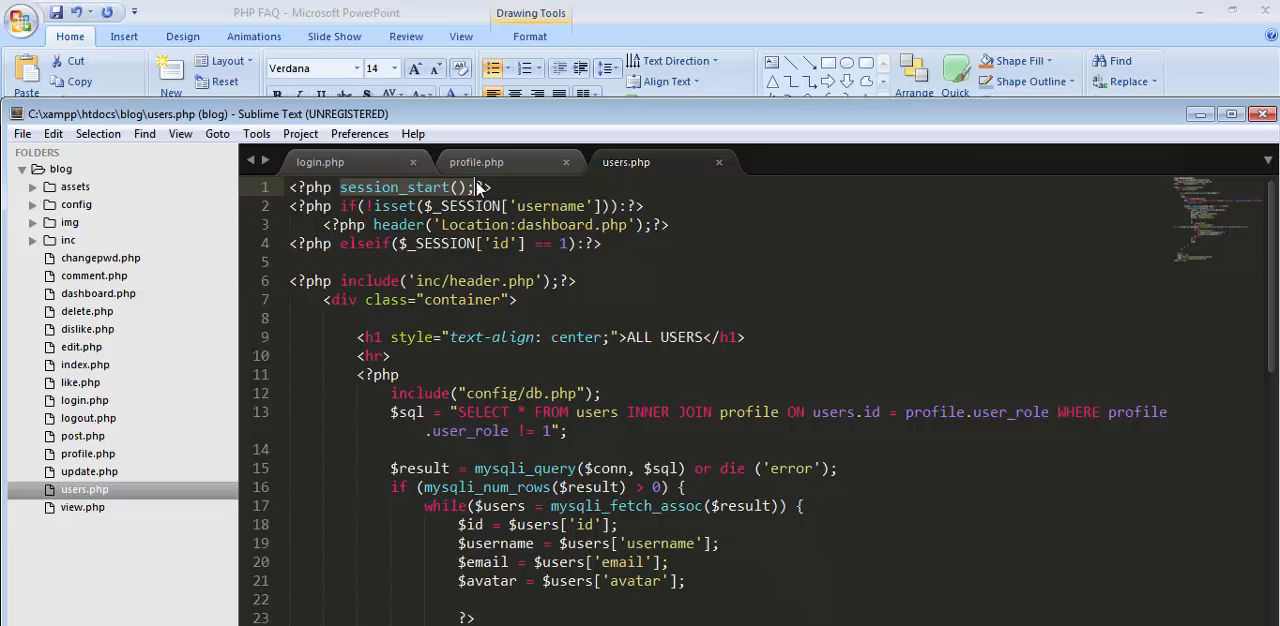 PHP FAQ - Microsoft PowerPoint
Drawing Tools
Home Insert Design Animations Slide Show Review View Format
Cut Layout Verdana 14 Text Direction Shape Fill Find
Copy Reset Align Text Shape Outline Replace
Paste New B I U abe S AV Aa A Arrange Quick
C:\xampp\htdocs\blog\users.php (blog) - Sublime Text (UNREGISTERED)
File Edit Selection Find View Goto Tools Project Preferences Help
FOLDERS
blog
assets
config
img
inc
changepwd.php
comment.php
dashboard.php
delete.php
dislike.php
edit.php
index.php
like.php
login.php
logout.php
post.php
profile.php
update.php
users.php
view.php
login.php × profile.php × users.php ×
1 <?php session_start();?>
2 <?php if(!isset($_SESSION['username'])):?>
3 <?php header('Location:dashboard.php');?>
4 <?php elseif($_SESSION['id'] == 1):?>
5
6 <?php include('inc/header.php');?>
7 <div class="container">
8
9 <h1 style="text-align: center;">ALL USERS</h1>
10 <hr>
11 <?php
12 include("config/db.php");
13 $sql = "SELECT * FROM users INNER JOIN profile ON users.id = profile.user_role WHERE profile
.user_role != 1";
14
15 $result = mysqli_query($conn, $sql) or die ('error');
16 if (mysqli_num_rows($result) > 0) {
17 while($users = mysqli_fetch_assoc($result)) {
18 $id = $users['id'];
19 $username = $users['username'];
20 $email = $users['email'];
21 $avatar = $users['avatar'];
22
23 ?>